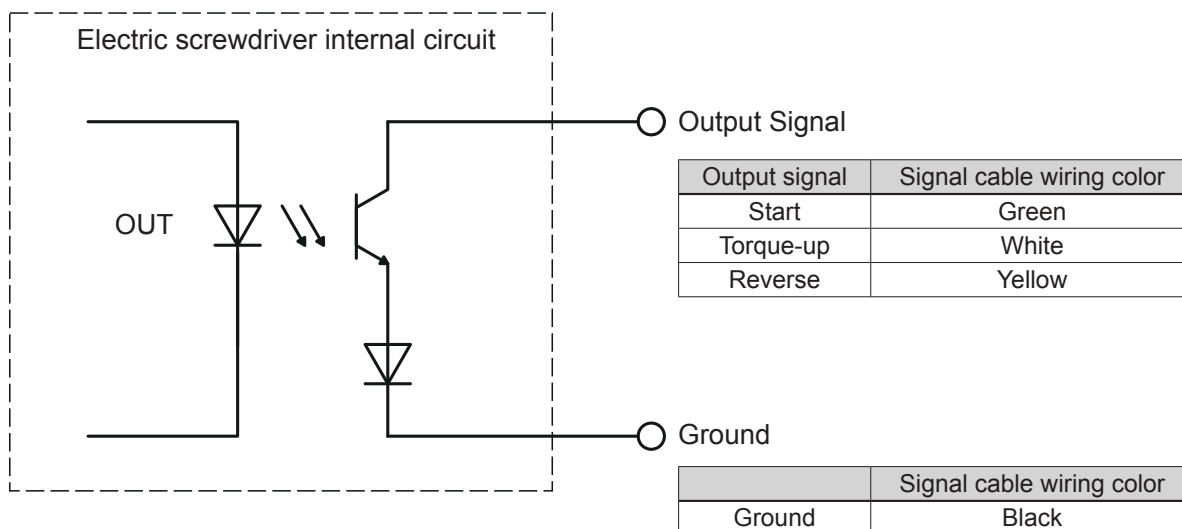 Electric screwdriver internal circuit
OUT
Output Signal
Output signal Signal cable wiring color
Start Green
Torque-up White
Reverse Yellow
Ground
Signal cable wiring color
Ground Black